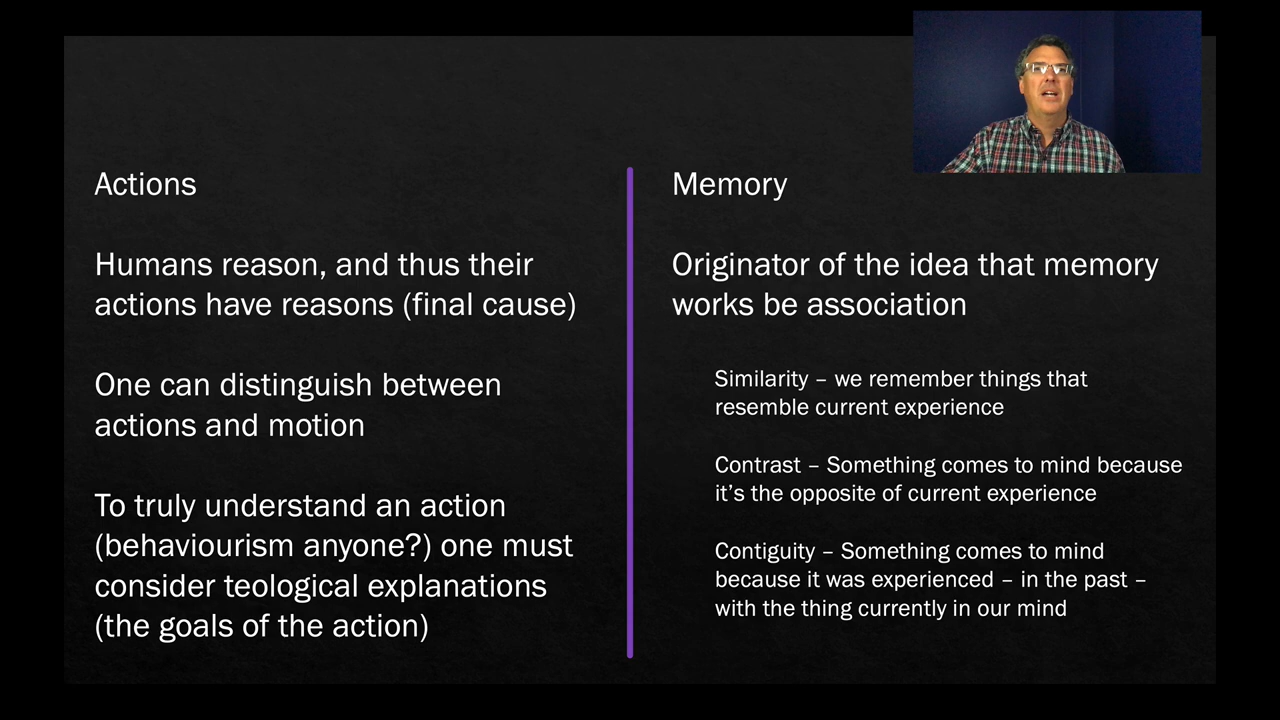 Actions
Humans reason, and thus their
actions have reasons (final cause)
One can distinguish between
actions and motion
To truly understand an action
(behaviourism anyone?) one must
consider teological explanations
(the goals of the action)
Memory
Originator of the idea that memory
works be association
Similarity – we remember things that
resemble current experience
Contrast – Something comes to mind because
it’s the opposite of current experience
Contiguity – Something comes to mind
because it was experienced – in the past –
with the thing currently in our mind